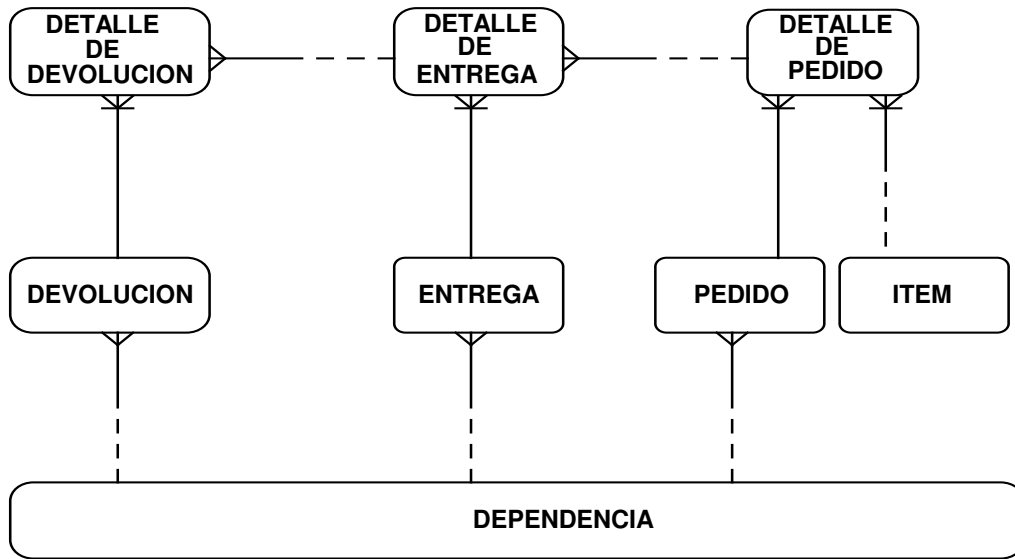 DETALLE
DE
DEVOLUCION
DETALLE
DE
ENTREGA
DETALLE
DE
PEDIDO
DEVOLUCION
ENTREGA
PEDIDO
ITEM
DEPENDENCIA